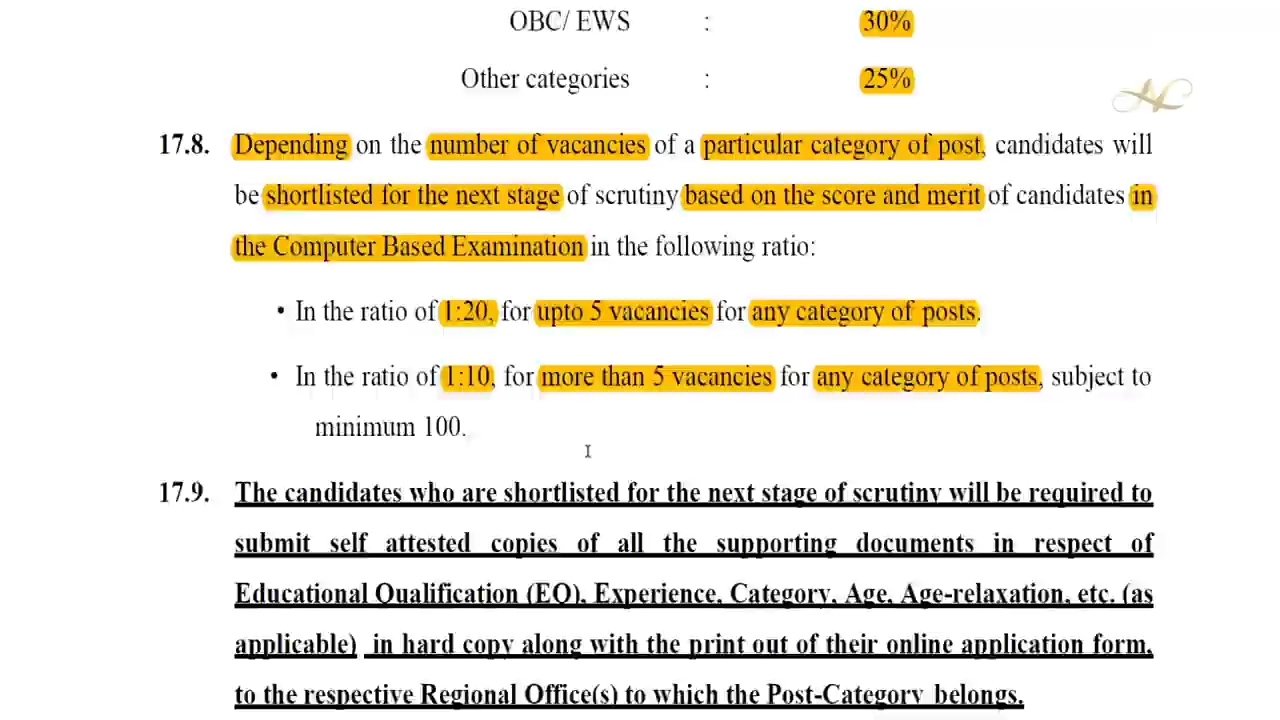 OBC/ EWS : 30%
Other categories : 25%
17.8. Depending on the number of vacancies of a particular category of post, candidates will
be shortlisted for the next stage of scrutiny based on the score and merit of candidates in
the Computer Based Examination in the following ratio:
• In the ratio of 1:20, for upto 5 vacancies for any category of posts.
• In the ratio of 1:10, for more than 5 vacancies for any category of posts, subject to
minimum 100.
17.9. The candidates who are shortlisted for the next stage of scrutiny will be required to
submit self attested copies of all the supporting documents in respect of
Educational Qualification (EQ), Experience, Category, Age, Age-relaxation, etc. (as
applicable) in hard copy along with the print out of their online application form,
to the respective Regional Office(s) to which the Post-Category belongs.